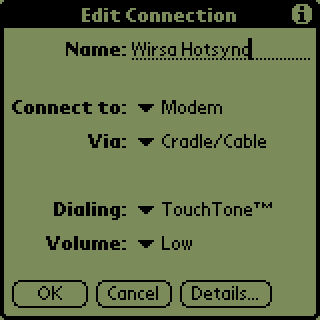 Edit Connection
Name: Wirsa Hotsync
Connect to: Modem
Via: Cradle/Cable
Dialing: TouchTone™
Volume: Low
OK Cancel Details...